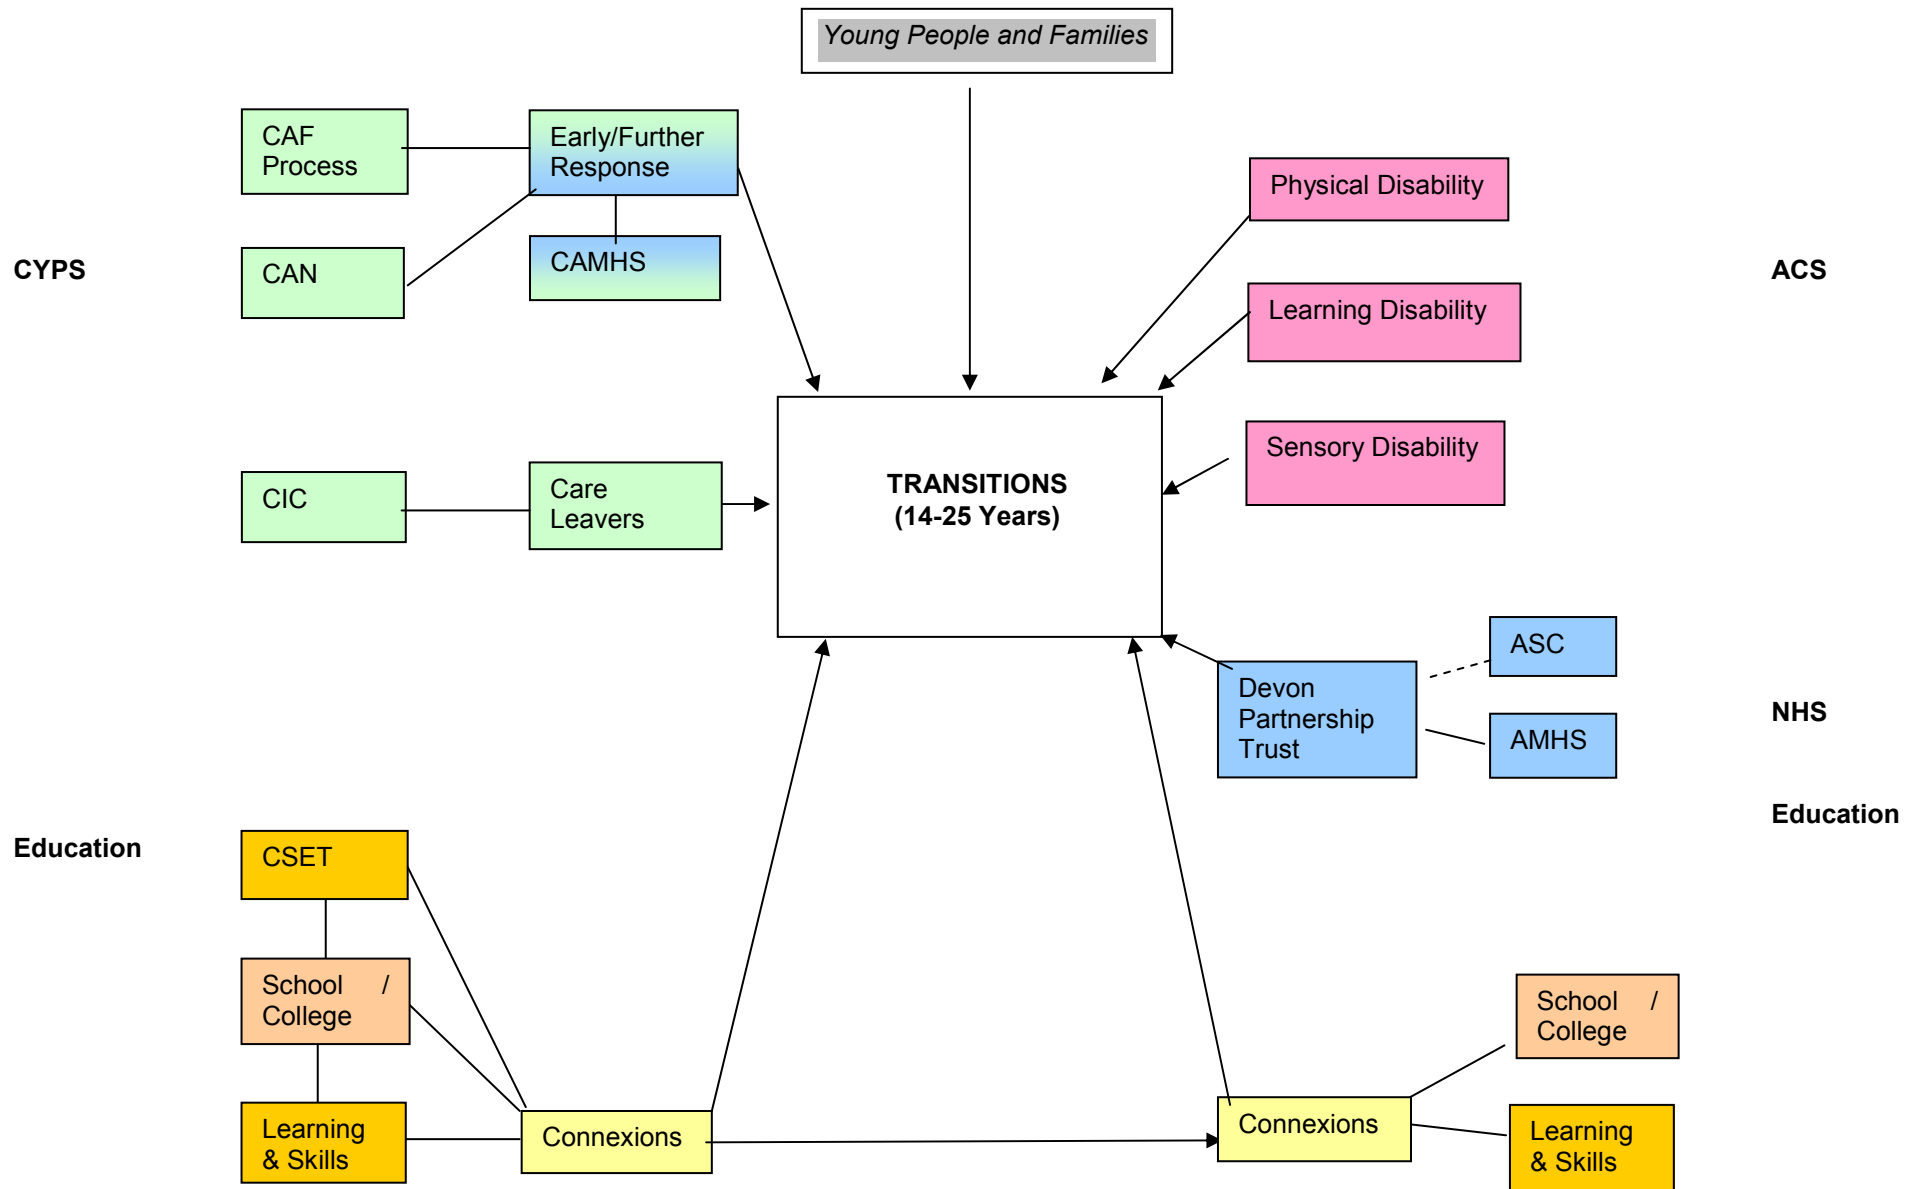 Young People and Families
CAF
Process
Early/Further
Response
Physical Disability
CYPS
CAN
CAMHS
Learning Disability
ACS
Sensory Disability
CIC
Care
Leavers
TRANSITIONS
(14-25 Years)
ASC
Devon
Partnership
Trust
NHS
AMHS
Education
Education
CSET
School /
College
School /
College
Learning
& Skills
Connexions
Connexions
Learning
& Skills